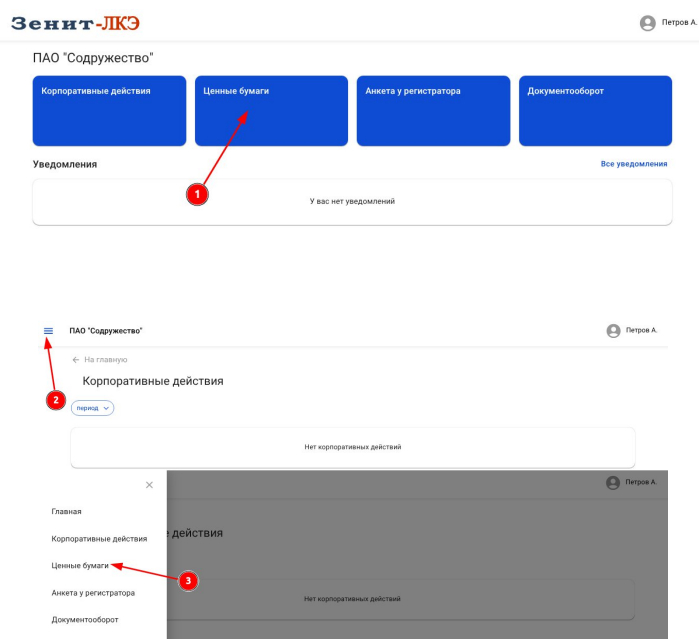 Зенит-ЛКЭ
Петров А.
ПАО "Содружество"
Корпоративные действия
Ценные бумаги
Анкета у регистратора
Документооборот
Уведомления
Все уведомления
1
У вас нет уведомлений
ПАО "Содружество"
Петров А.
На главную
Корпоративные действия
2
период
Нет корпоративных действий
Петров А.
Главная
Корпоративные действия
е действия
Ценные бумаги
3
Анкета у регистратора
Нет корпоративных действий
Документооборот